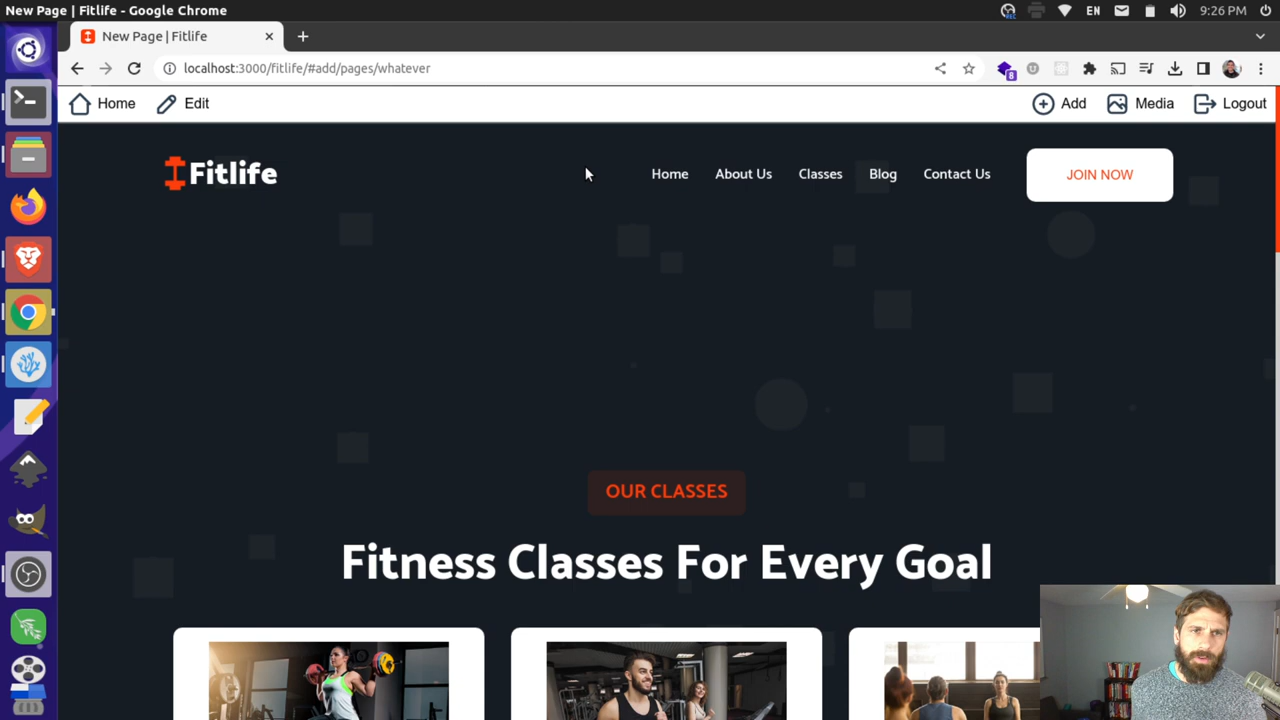 New Page | Fitlife - Google Chrome
REC
EN
9:26 PM
New Page | Fitlife
localhost:3000/fitlife/#add/pages/whatever
8
Home
Edit
Add
Media
Logout
Fitlife
Home
About Us
Classes
Blog
Contact Us
JOIN NOW
OUR CLASSES
Fitness Classes For Every Goal